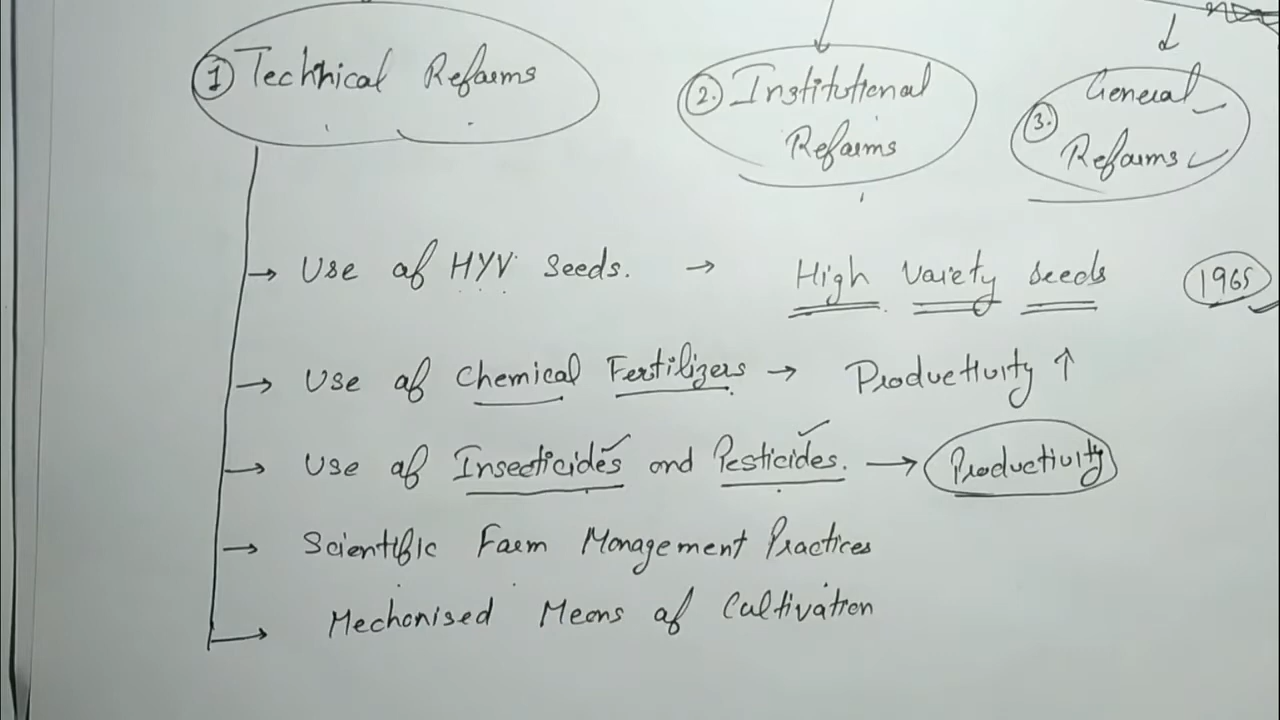 ① Technical Reforms
②. Institutional Reforms
③. General Reforms
→ Use of HYV Seeds. → High Variety seeds 1965
→ Use of Chemical Fertilizers → Productivity ↑
→ Use of Insecticides and Pesticides. → Productivity
→ Scientific Farm Management Practices
→ Mechanised Means of Cultivation